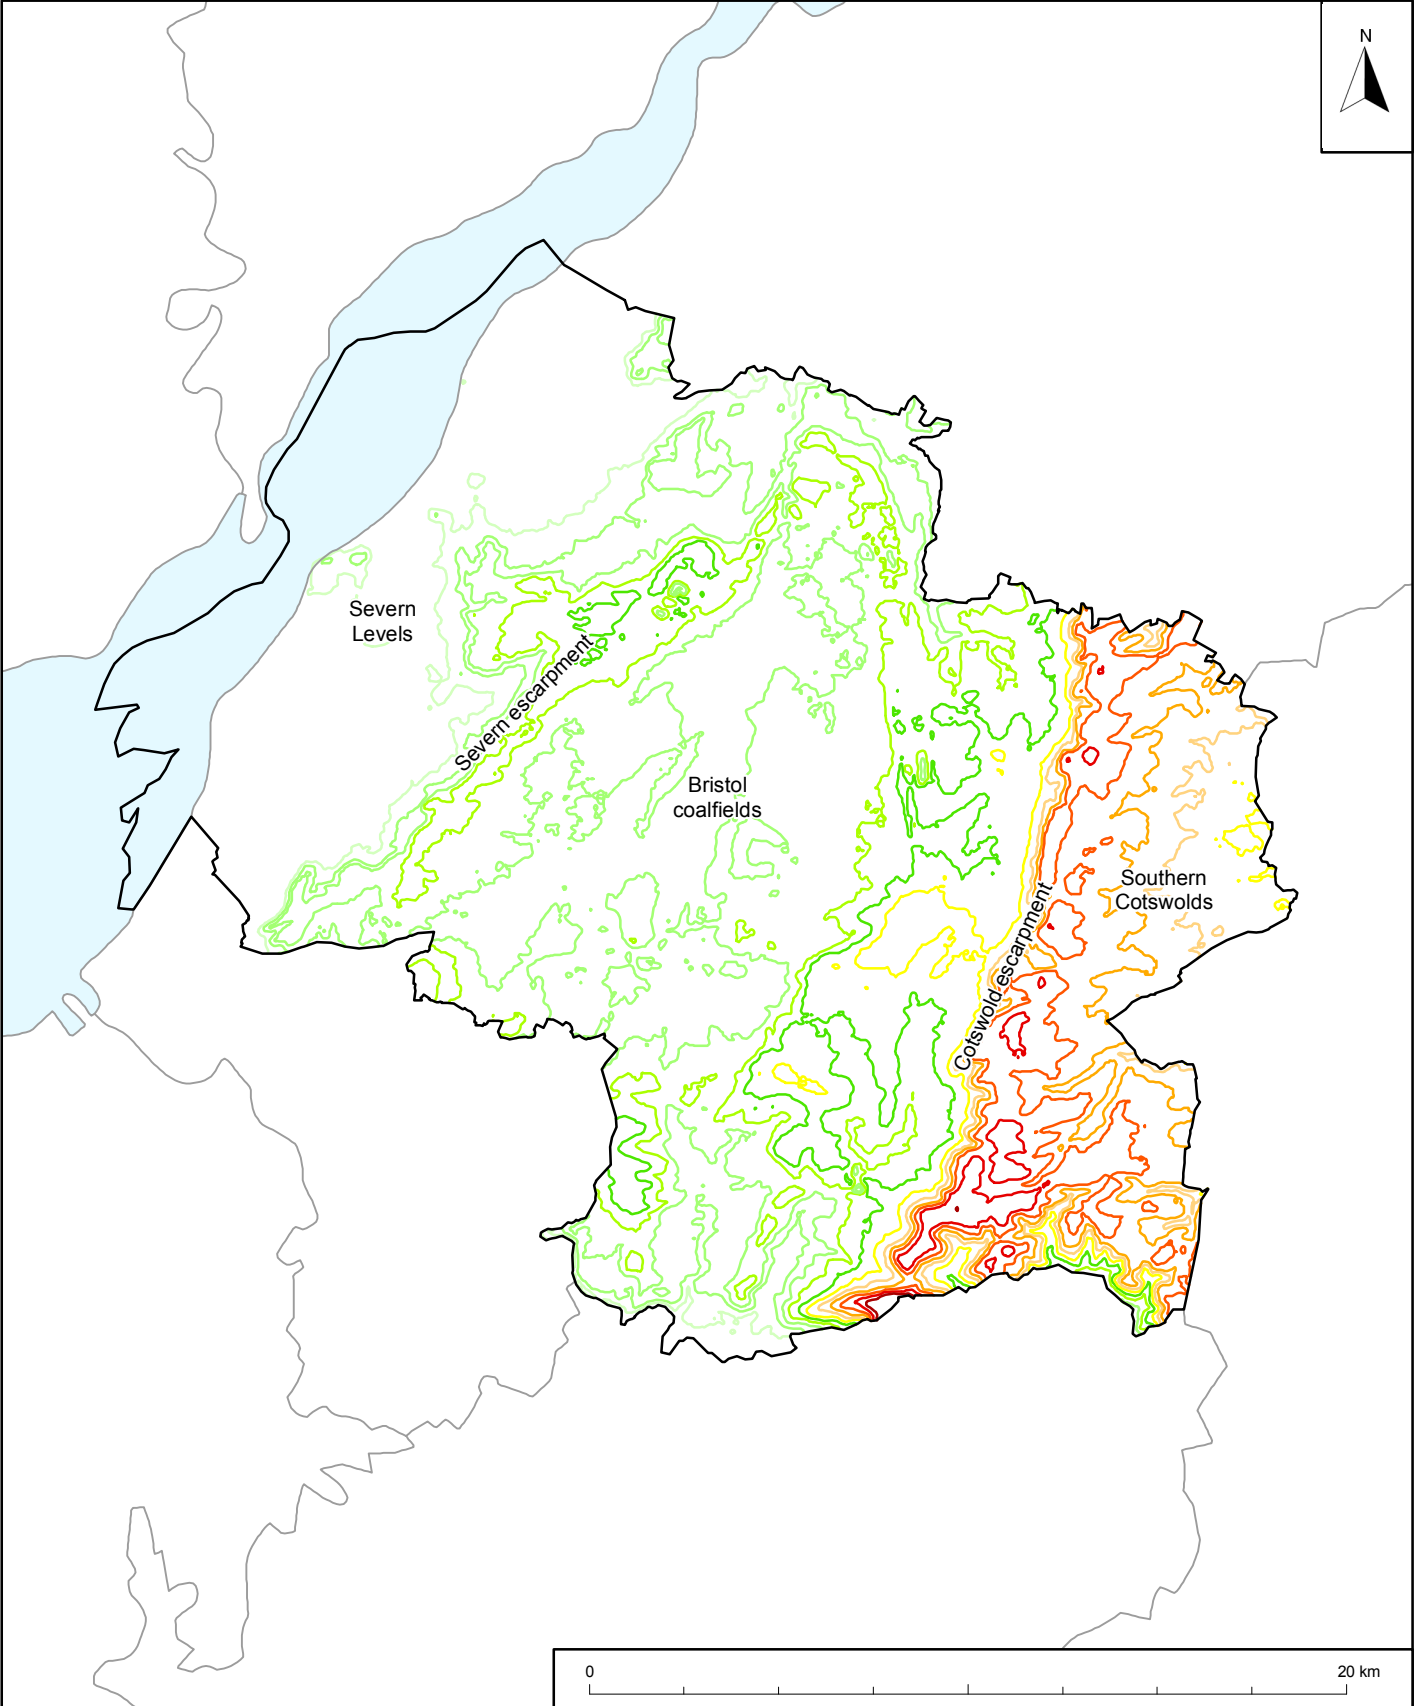 N
Severn
Levels
Severn escarpment
Bristol
coalfields
Southern
Cotswolds
Cotswold escarpment
0
20 km